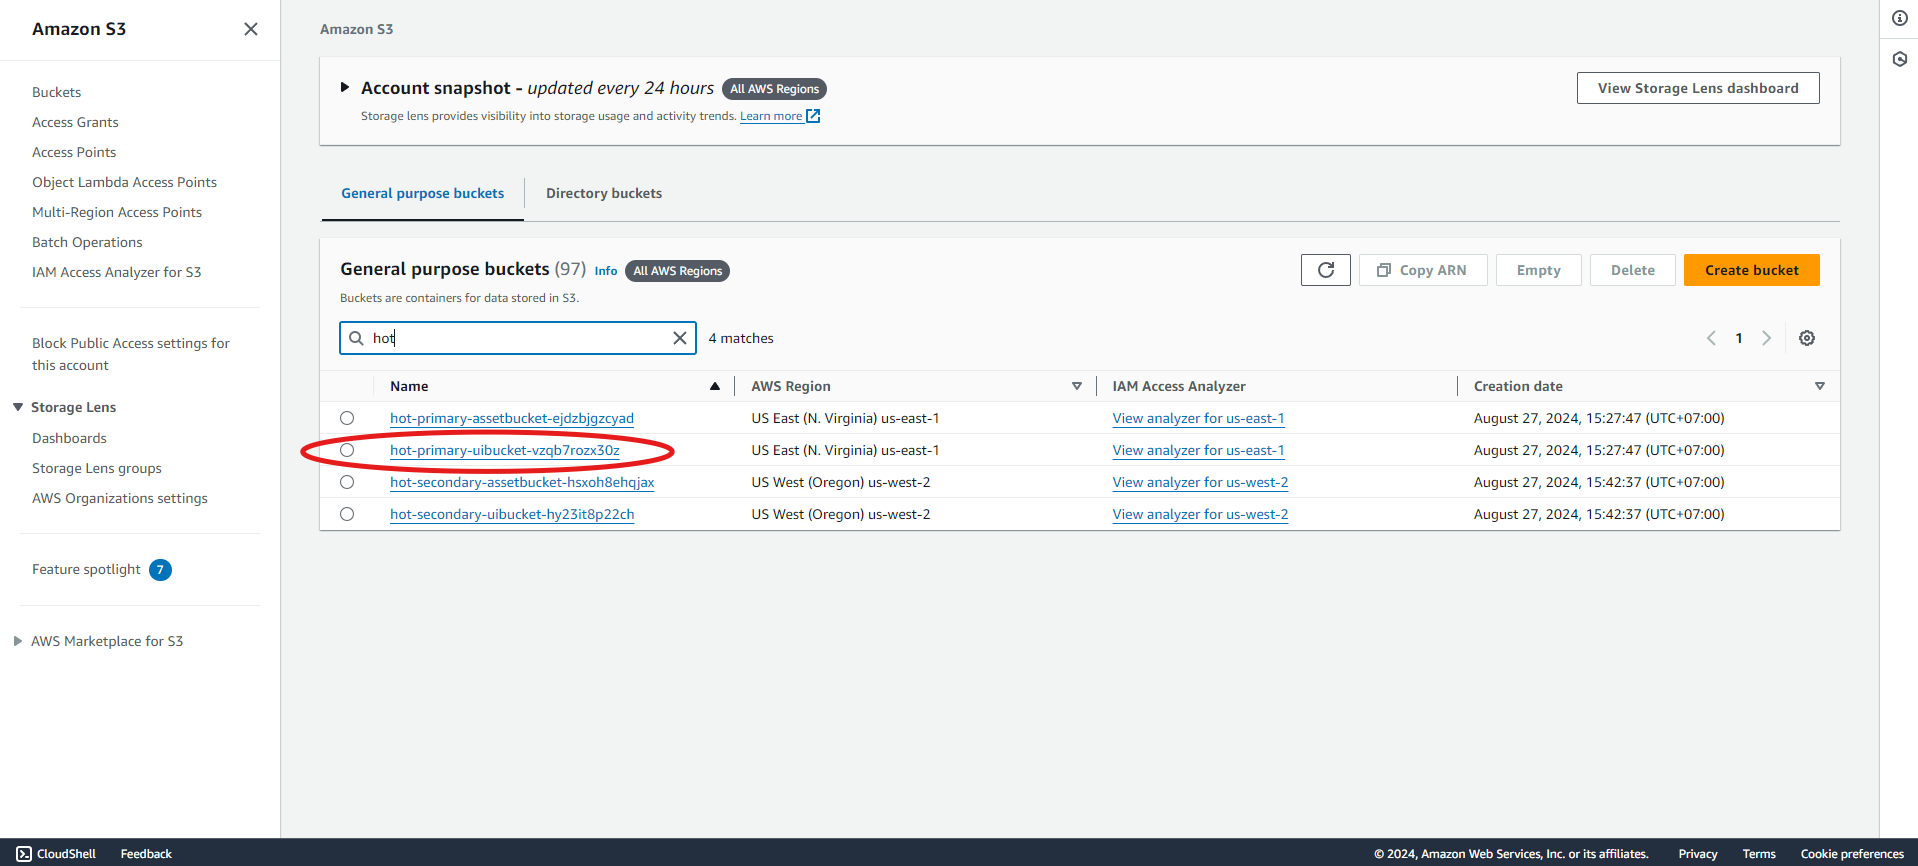 Amazon S3
Buckets
Access Grants
Access Points
Object Lambda Access Points
Multi-Region Access Points
Batch Operations
IAM Access Analyzer for S3
Block Public Access settings for
this account
Storage Lens
Dashboards
Storage Lens groups
AWS Organizations settings
Feature spotlight 7
AWS Marketplace for S3
Amazon S3
Account snapshot - updated every 24 hours All AWS Regions
View Storage Lens dashboard
Storage lens provides visibility into storage usage and activity trends. Learn more
General purpose buckets Directory buckets
General purpose buckets (97) Info All AWS Regions
Copy ARN Empty Delete Create bucket
Buckets are containers for data stored in S3.
hot 4 matches 1
Name AWS Region IAM Access Analyzer Creation date
hot-primary-assetbucket-ejdzbjgzcyad US East (N. Virginia) us-east-1 View analyzer for us-east-1 August 27, 2024, 15:27:47 (UTC+07:00)
hot-primary-uibucket-vzqb7rozx30z US East (N. Virginia) us-east-1 View analyzer for us-east-1 August 27, 2024, 15:27:47 (UTC+07:00)
hot-secondary-assetbucket-hsxoh8ehqjax US West (Oregon) us-west-2 View analyzer for us-west-2 August 27, 2024, 15:42:37 (UTC+07:00)
hot-secondary-uibucket-hy23it8p22ch US West (Oregon) us-west-2 View analyzer for us-west-2 August 27, 2024, 15:42:37 (UTC+07:00)
CloudShell Feedback © 2024, Amazon Web Services, Inc. or its affiliates. Privacy Terms Cookie preferences